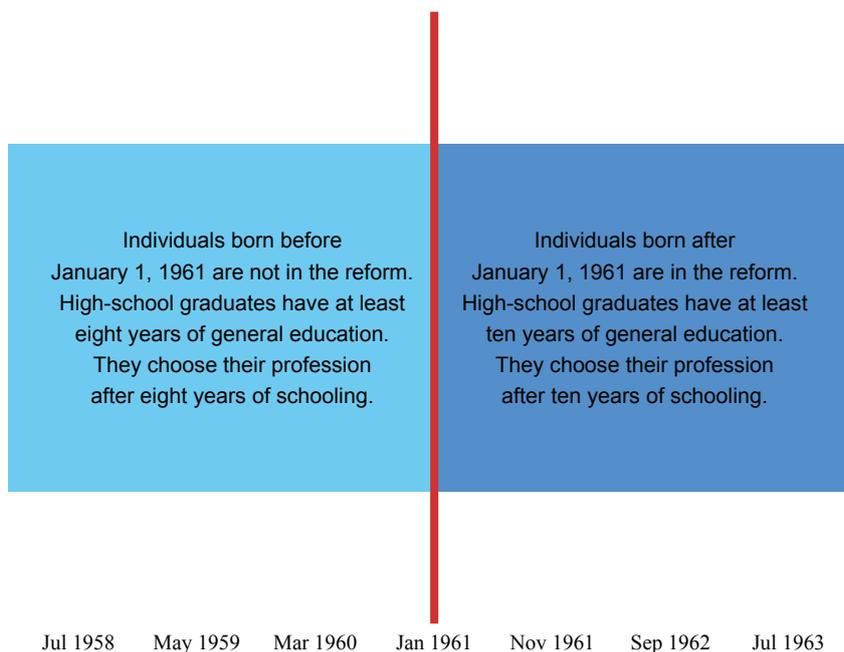 Individuals born before
January 1, 1961 are not in the reform.
High-school graduates have at least
eight years of general education.
They choose their profession
after eight years of schooling.
Individuals born after
January 1, 1961 are in the reform.
High-school graduates have at least
ten years of general education.
They choose their profession
after ten years of schooling.
Jul 1958 May 1959 Mar 1960 Jan 1961 Nov 1961 Sep 1962 Jul 1963